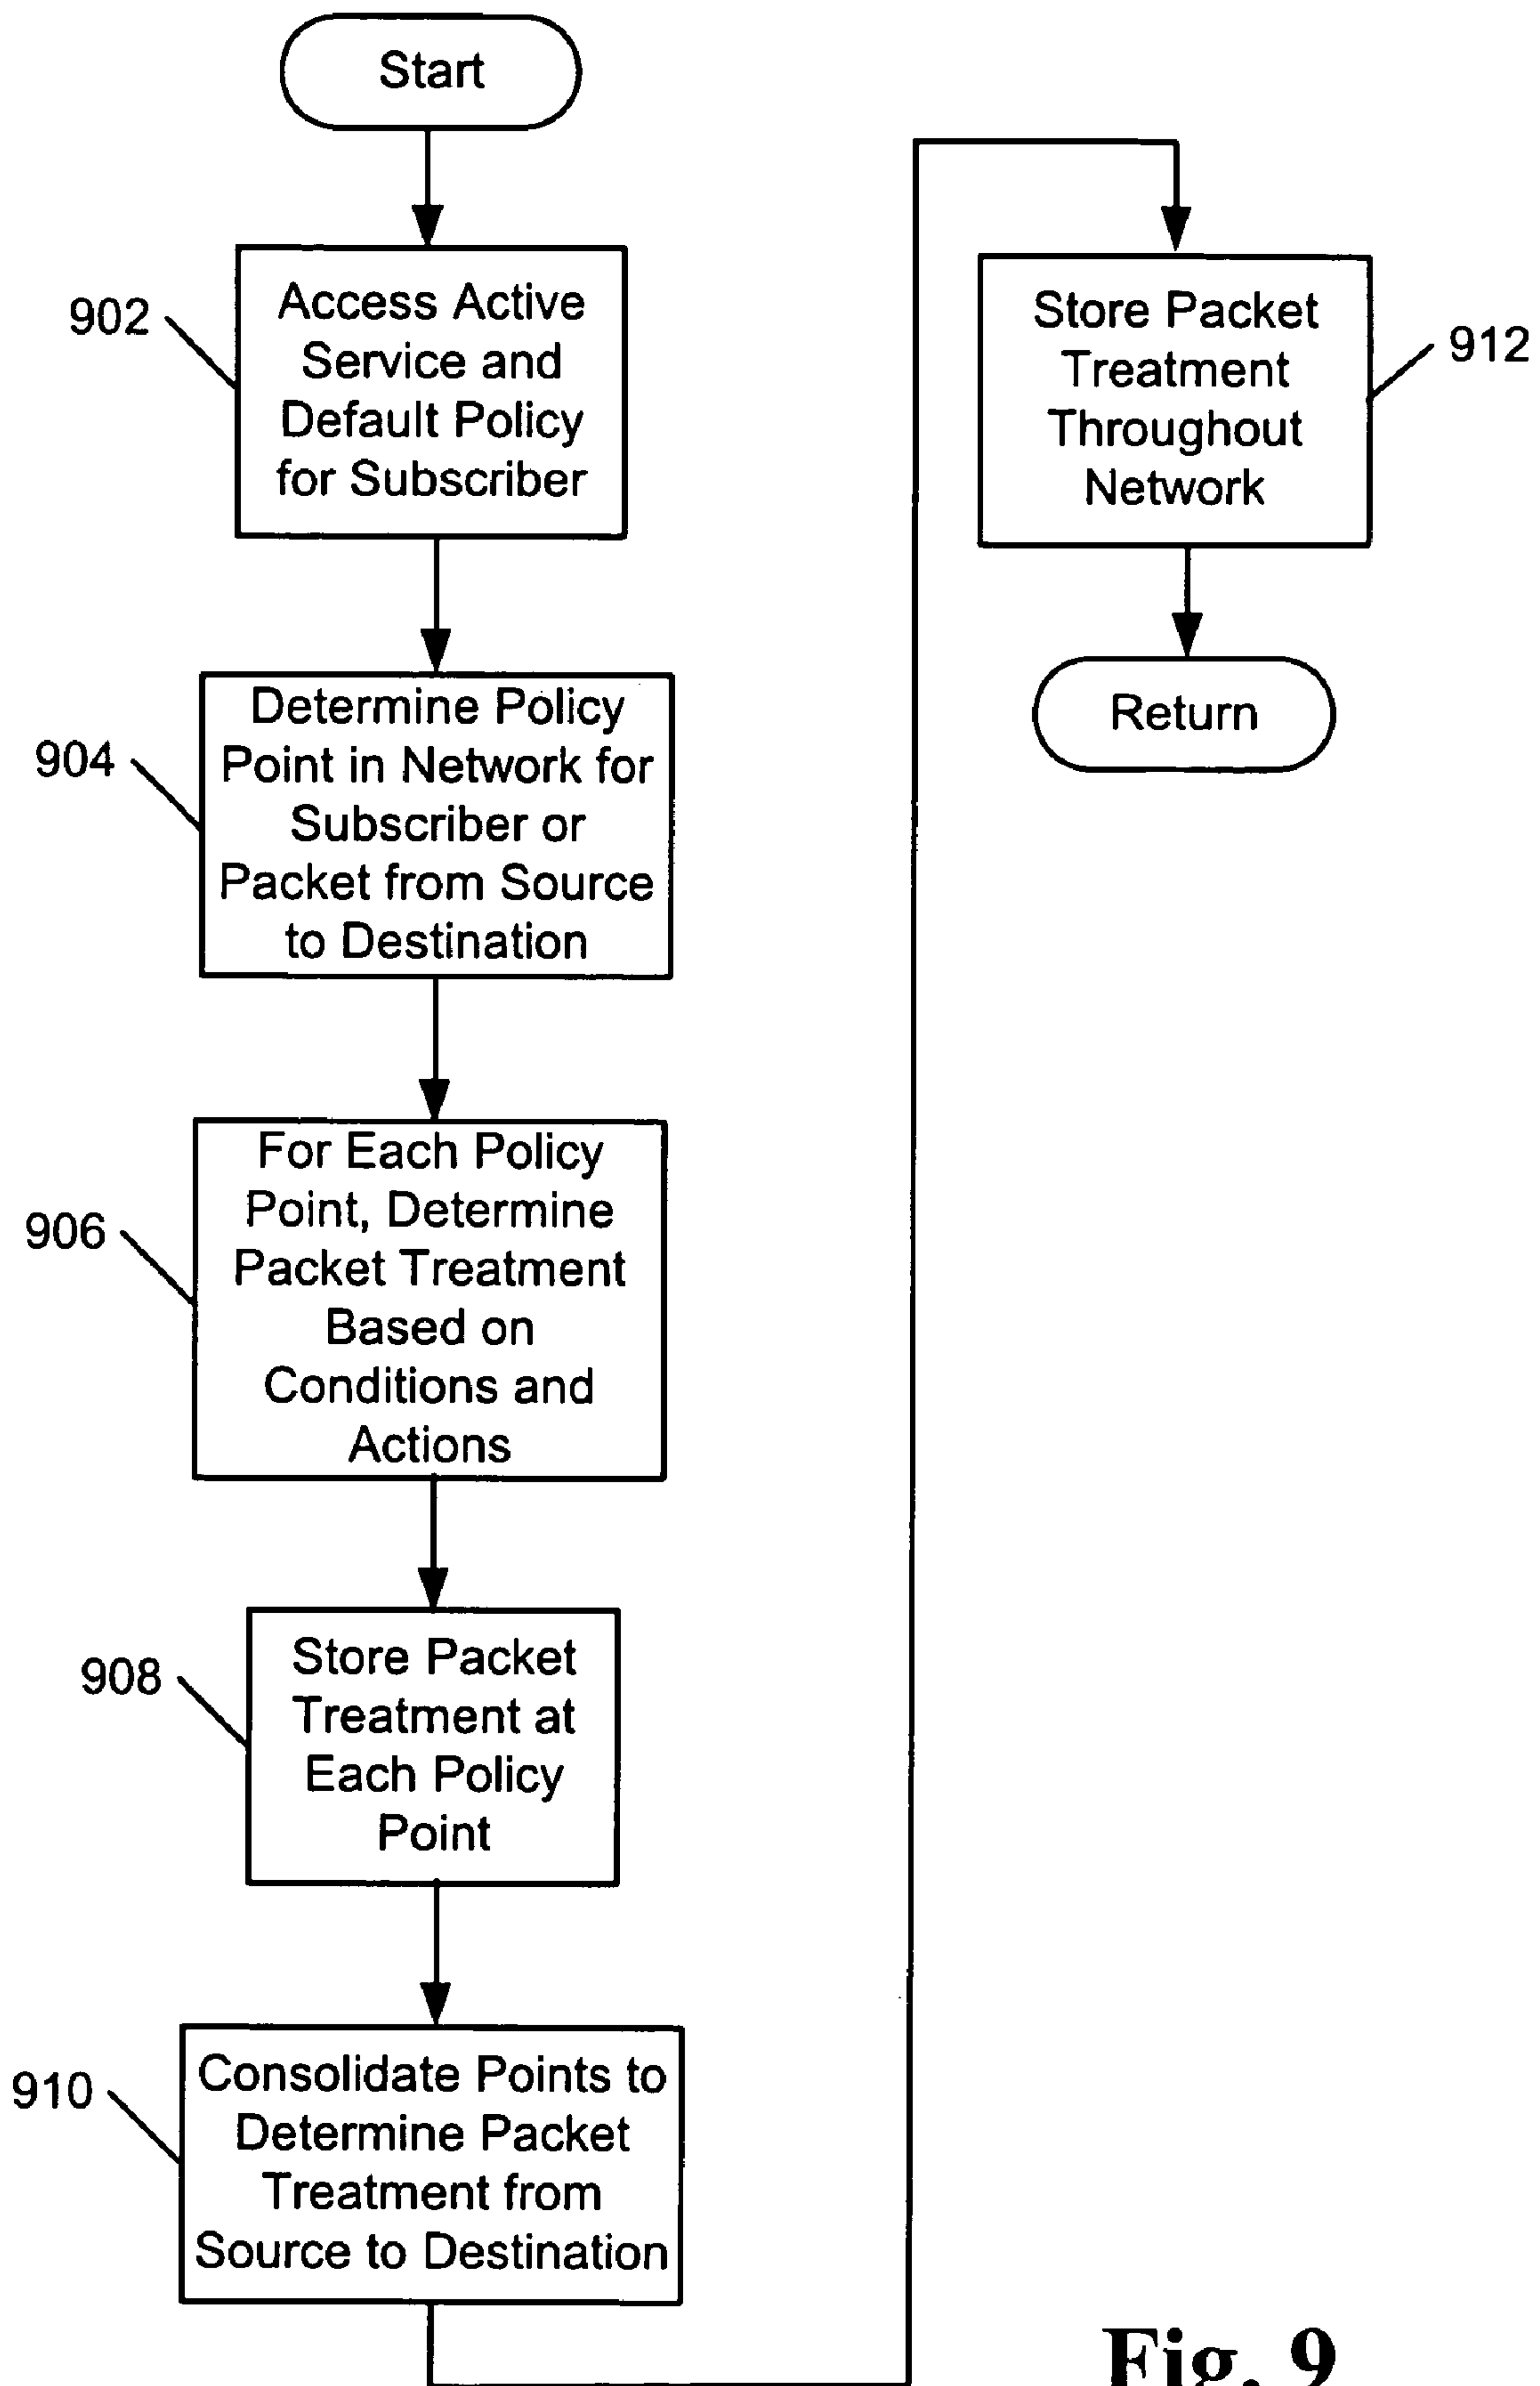 Start
902
Access Active
Service and
Default Policy
for Subscriber
904
Determine Policy
Point in Network for
Subscriber or
Packet from Source
to Destination
906
For Each Policy
Point, Determine
Packet Treatment
Based on
Conditions and
Actions
908
Store Packet
Treatment at
Each Policy
Point
910
Consolidate Points to
Determine Packet
Treatment from
Source to Destination
Store Packet
Treatment
Throughout
Network
912
Return
Fig. 9